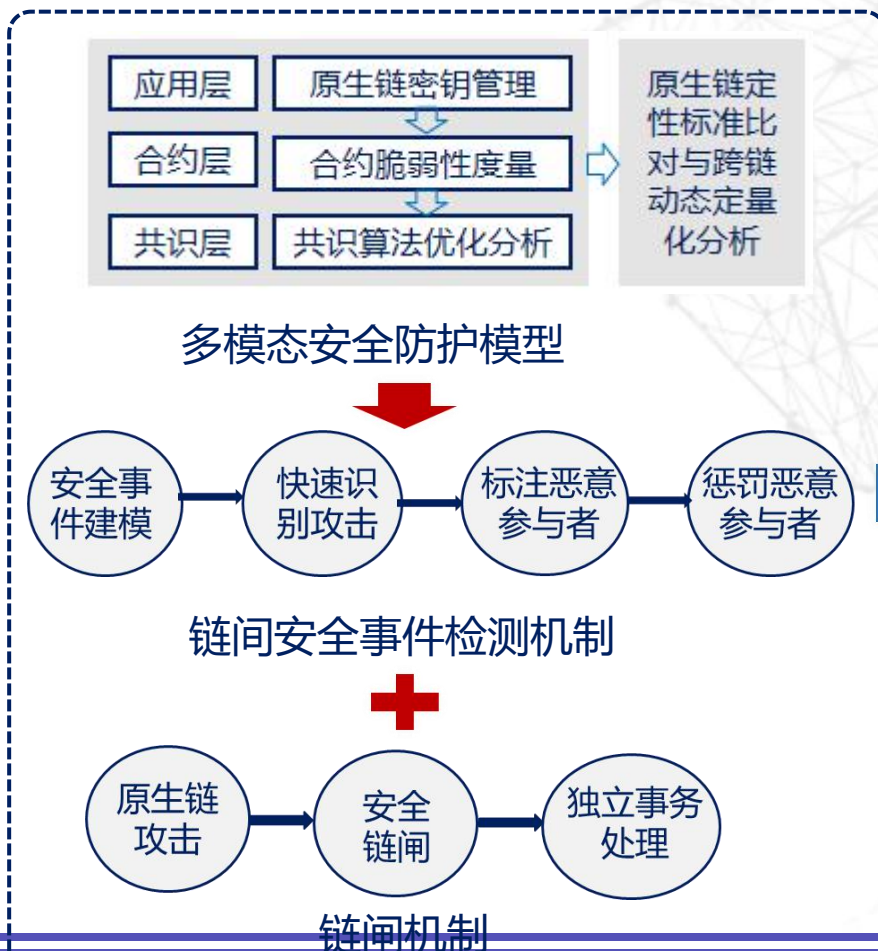 应用层 原生链密钥管理
合约层 合约脆弱性度量
共识层 共识算法优化分析
原生链定
性标准比
对与跨链
动态定量
化分析
多模态安全防护模型
安全事
件建模
快速识
别攻击
标注恶意
参与者
惩罚恶意
参与者
链间安全事件检测机制
原生链
攻击
安全
链闸
独立事务
处理
链闸机制